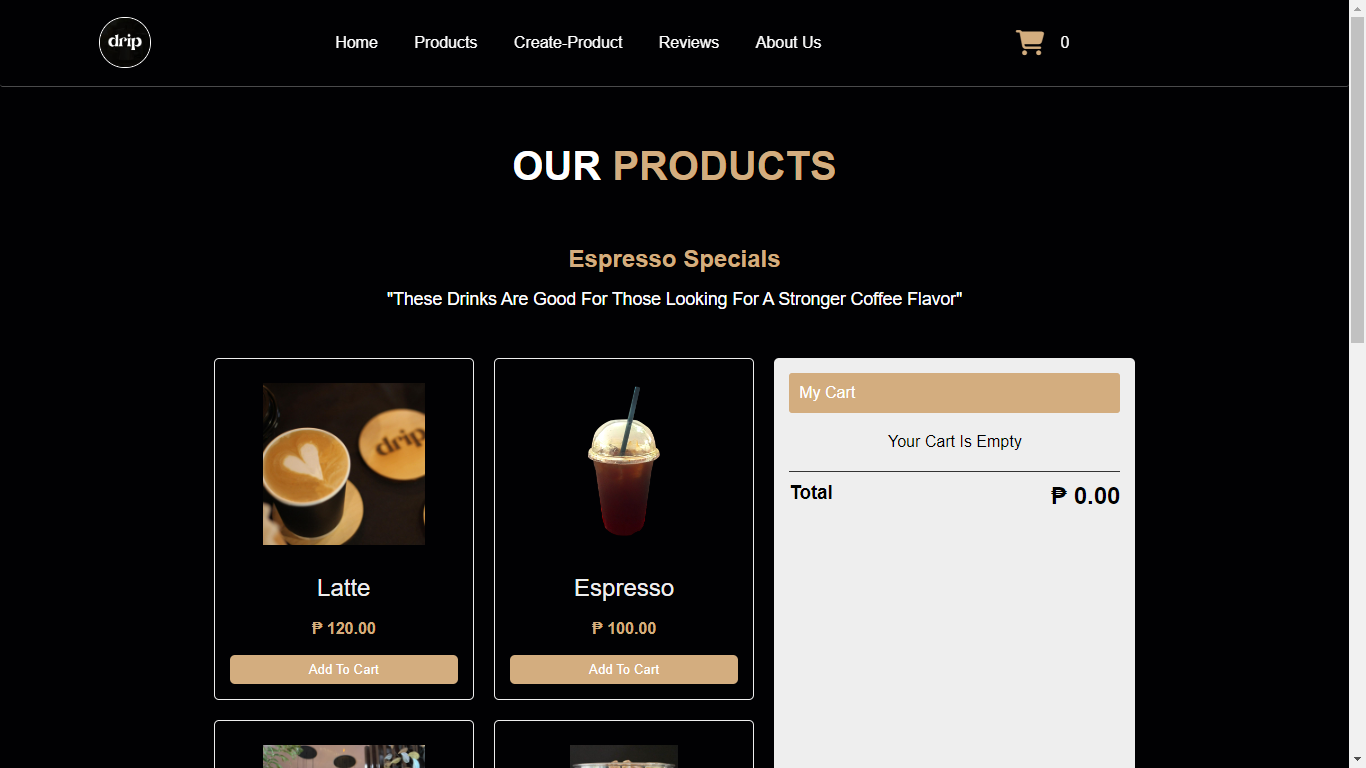 drip
Home Products Create-Product Reviews About Us 0
OUR PRODUCTS
Espresso Specials
"These Drinks Are Good For Those Looking For A Stronger Coffee Flavor"
drip
Latte
₱ 120.00
Add To Cart
Espresso
₱ 100.00
Add To Cart
My Cart
Your Cart Is Empty
Total ₱ 0.00